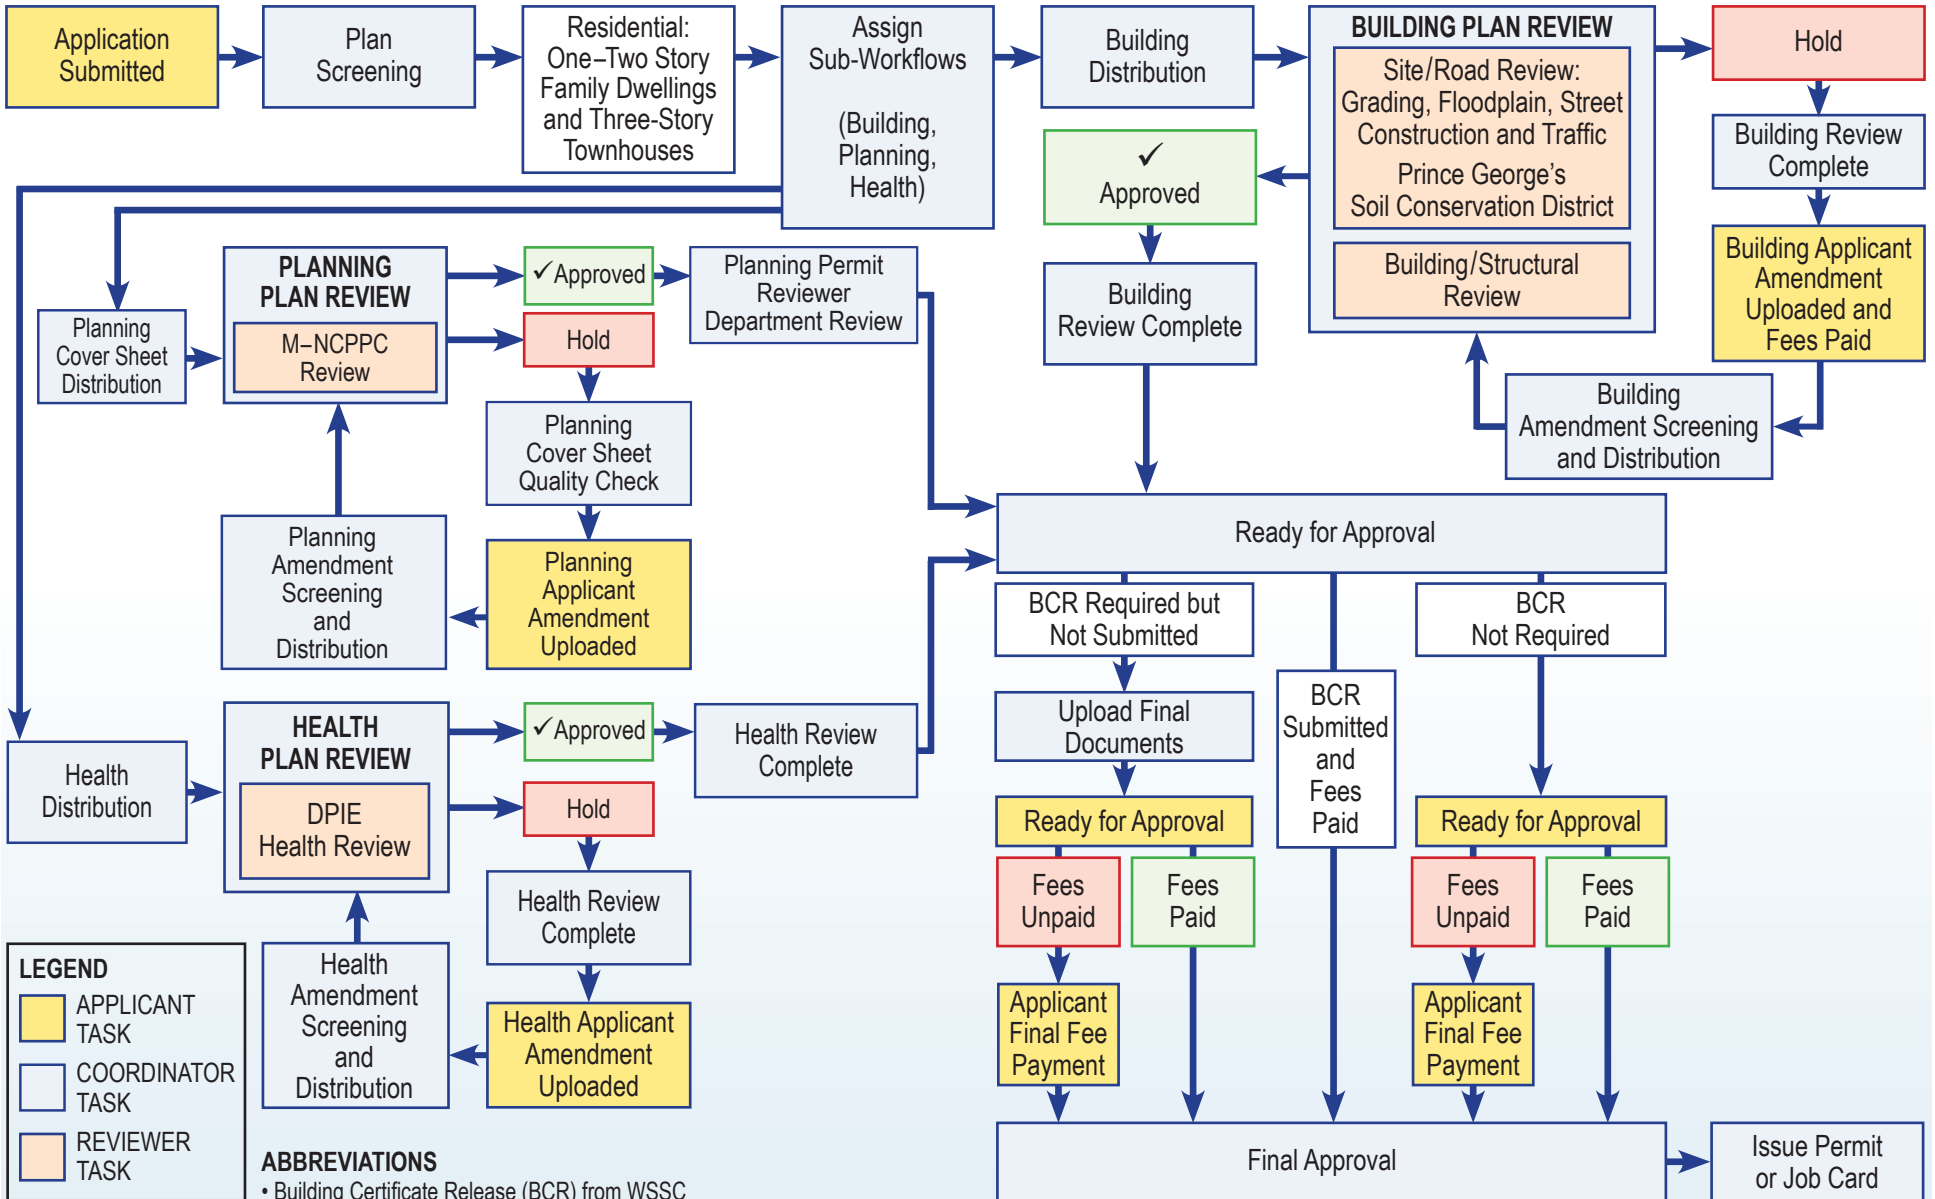 Application
Submitted
Plan
Screening
Residential:
One–Two Story
Family Dwellings
and Three-Story
Townhouses
Assign
Sub-Workflows
(Building,
Planning,
Health)
Building
Distribution
BUILDING PLAN REVIEW
Site/Road Review:
Grading, Floodplain, Street
Construction and Traffic
Prince George’s
Soil Conservation District
Building/Structural
Review
Hold
Building Review
Complete
Building Applicant
Amendment
Uploaded and
Fees Paid
Building
Amendment Screening
and Distribution
✓
Approved
Building
Review Complete
Planning
Cover Sheet
Distribution
PLANNING
PLAN REVIEW
M–NCPPC
Review
✓Approved
Planning Permit
Reviewer
Department Review
Hold
Planning
Cover Sheet
Quality Check
Planning
Applicant
Amendment
Uploaded
Planning
Amendment
Screening
and
Distribution
Health
Distribution
HEALTH
PLAN REVIEW
DPIE
Health Review
✓Approved
Health Review
Complete
Hold
Health Review
Complete
Health Applicant
Amendment
Uploaded
Health
Amendment
Screening
and
Distribution
Ready for Approval
BCR Required but
Not Submitted
Upload Final
Documents
Ready for Approval
Fees
Unpaid
Fees
Paid
Applicant
Final Fee
Payment
BCR
Submitted
and
Fees
Paid
BCR
Not Required
Ready for Approval
Fees
Unpaid
Fees
Paid
Applicant
Final Fee
Payment
Final Approval
Issue Permit
or Job Card
LEGEND
APPLICANT
TASK
COORDINATOR
TASK
REVIEWER
TASK
ABBREVIATIONS
• Building Certificate Release (BCR) from WSSC